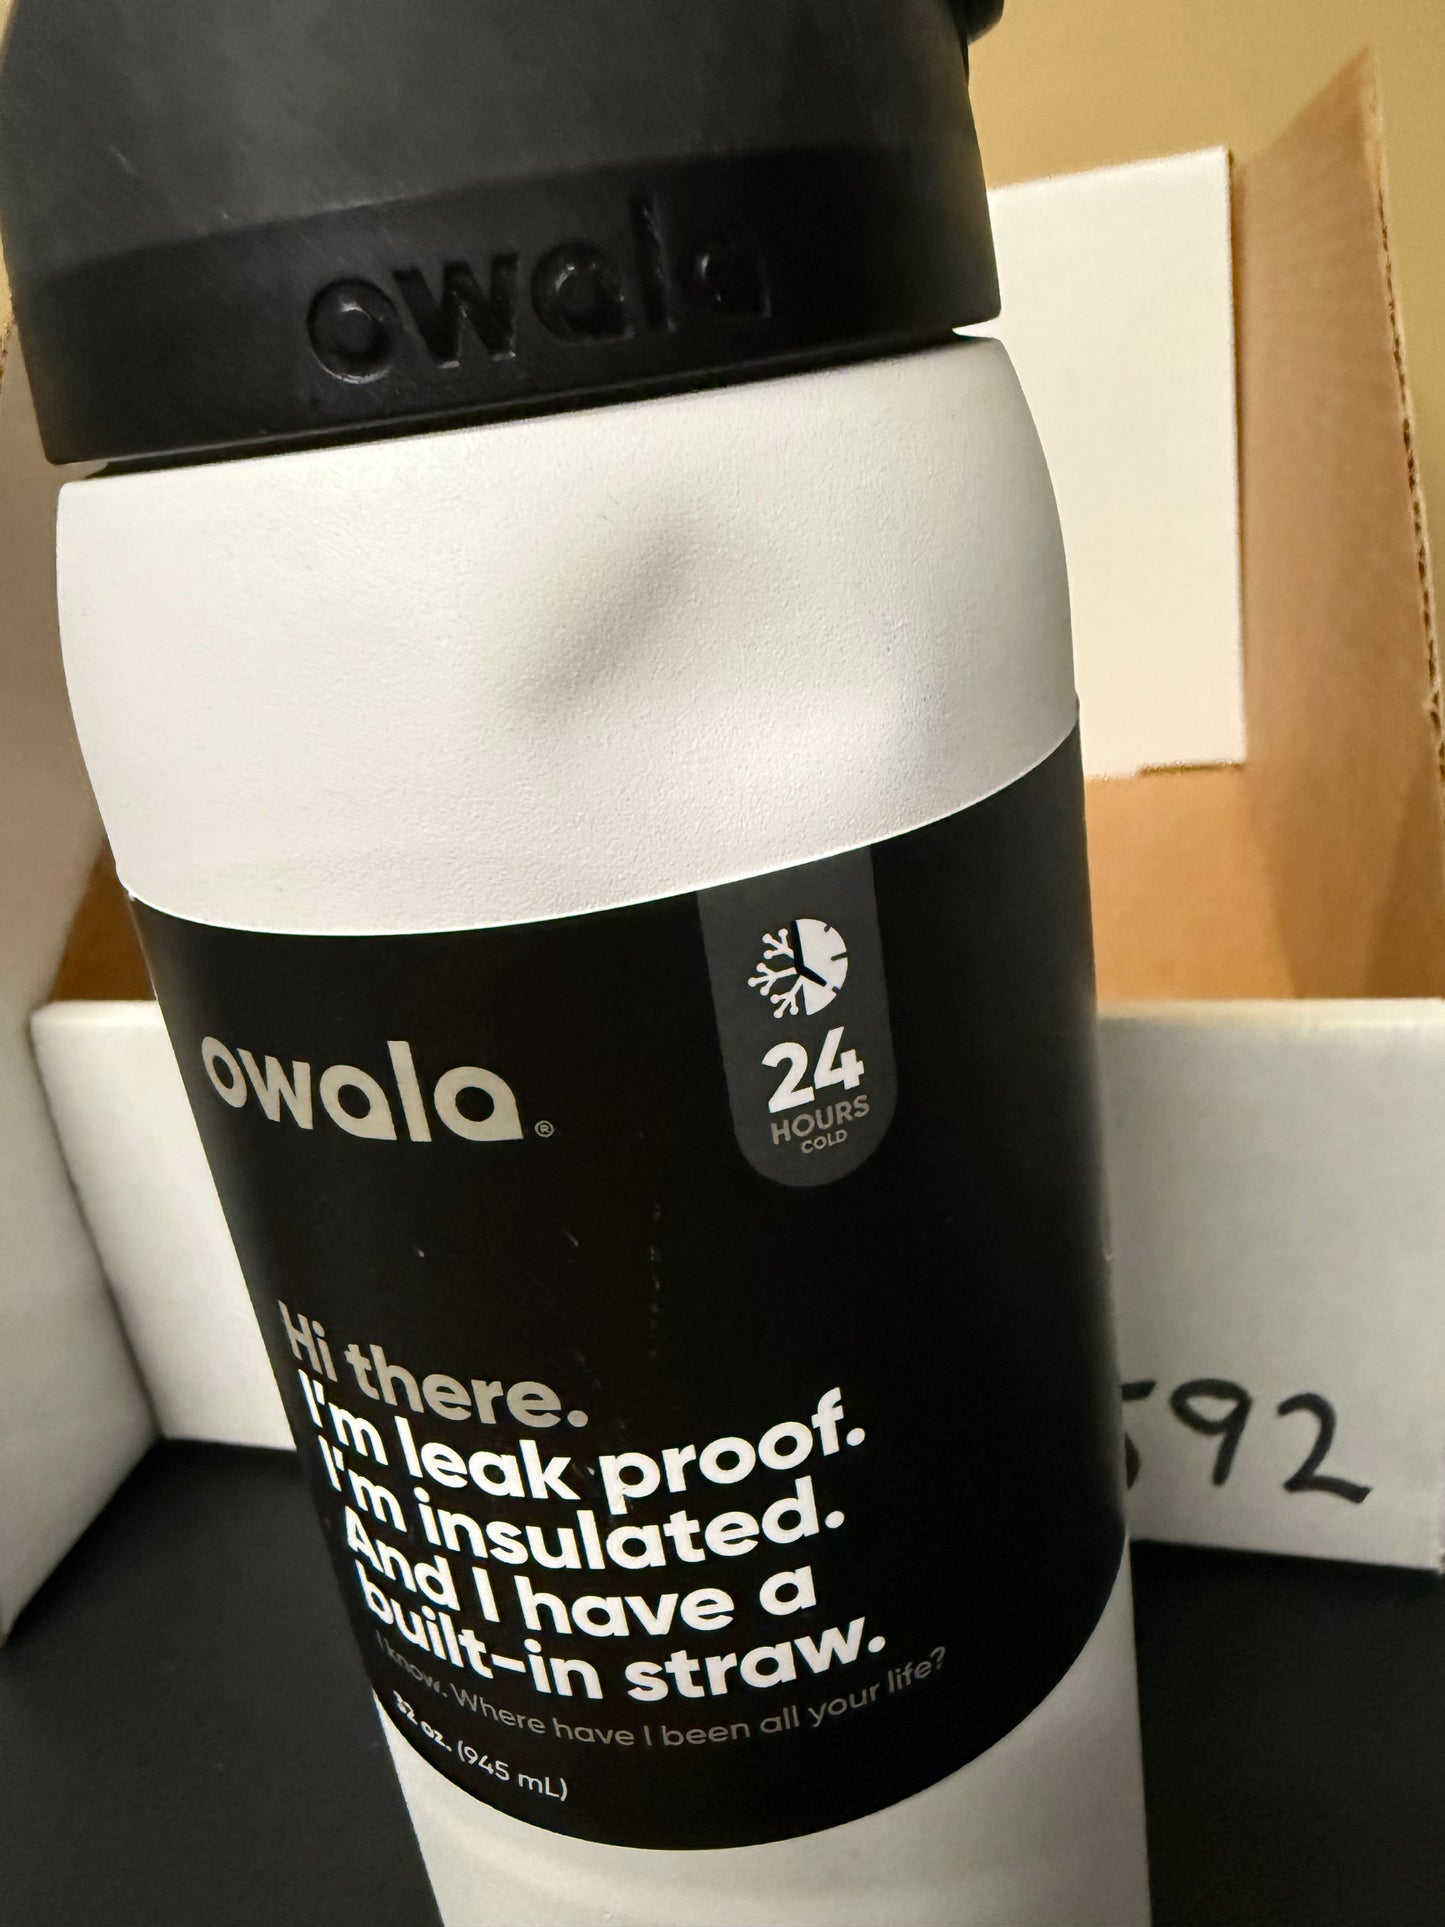 owala
owala®
24
HOURS
COLD
Hi there.
I'm leak proof.
I'm insulated.
And I have a
built-in straw.
I know. Where have I been all your life?
32 oz. (945 mL)
592